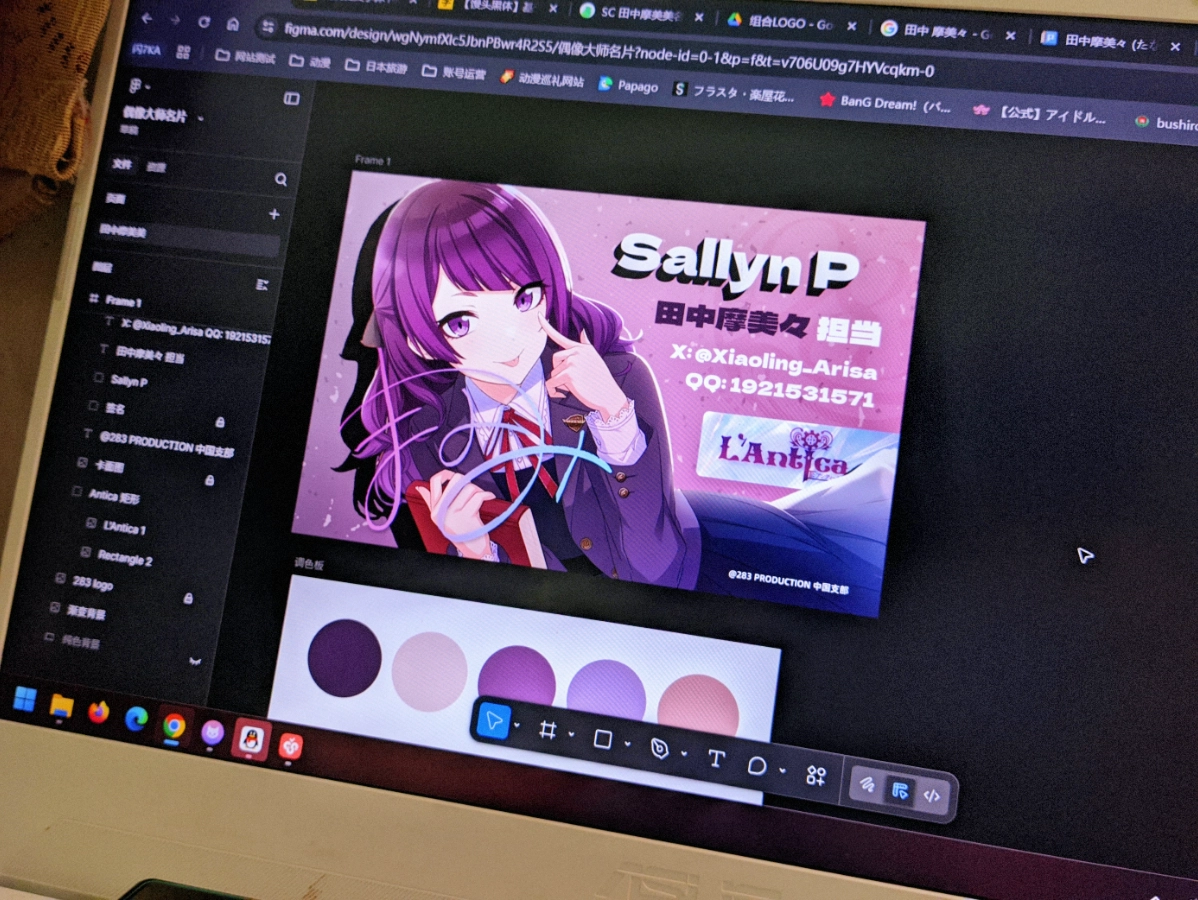 【馒头黑体】基
SC 田中摩美美名
组合LOGO - Go
田中 摩美々 - G
田中摩美々 (たな
figma.com/design/wgNymfXlc5JbnPBwr4R2S5/偶像大师名片?node-id=0-1&p=f&t=v706U09g7HYVcqkm-0
网站测试
动漫
日本旅游
账号运营
动漫巡礼网站
Papago
フラスタ・楽屋花...
BanG Dream!（バ...
【公式】アイドル...
bushiro
偶像大师名片
草稿
文件
资源
页面
田中摩美美
图层
Frame 1
X: @Xiaoling_Arisa QQ: 192153157
田中摩美々 担当
Sallyn P
签名
@283 PRODUCTION 中国支部
卡面图
Antica 矩形
L'Antica 1
Rectangle 2
283 logo
渐变背景
纯色背景
Frame 1
Sallyn P
田中摩美々 担当
X: @Xiaoling_Arisa
QQ: 1921531571
L'Antica
@283 PRODUCTION 中国支部
调色板